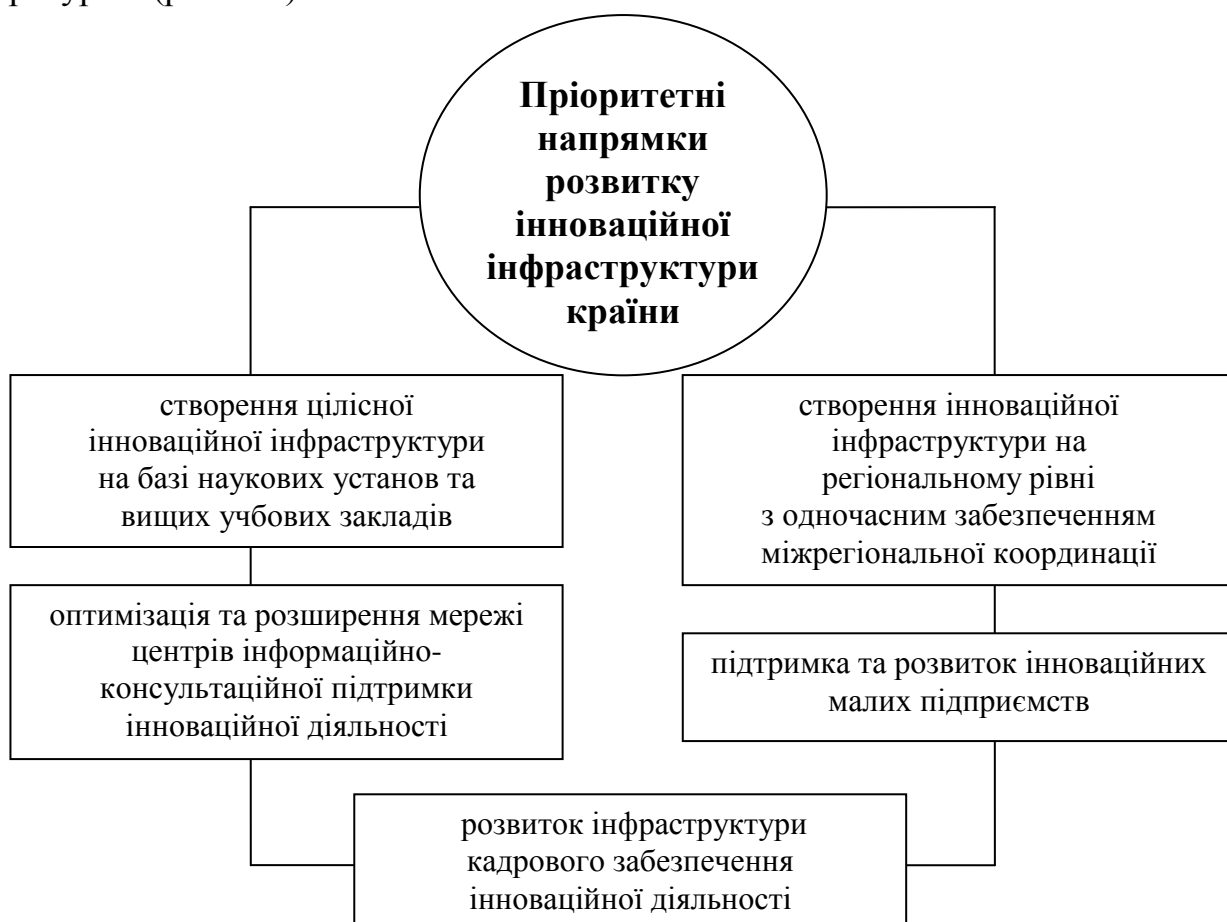 Пріоритетні
напрямки
розвитку
інноваційної
інфраструктури
країни
створення цілісної
інноваційної інфраструктури
на базі наукових установ та
вищих учбових закладів
створення інноваційної
інфраструктури на
регіональному рівні
з одночасним забезпеченням
міжрегіональної координації
оптимізація та розширення мережі
центрів інформаційно-
консультаційної підтримки
інноваційної діяльності
підтримка та розвиток інноваційних
малих підприємств
розвиток інфраструктури
кадрового забезпечення
інноваційної діяльності